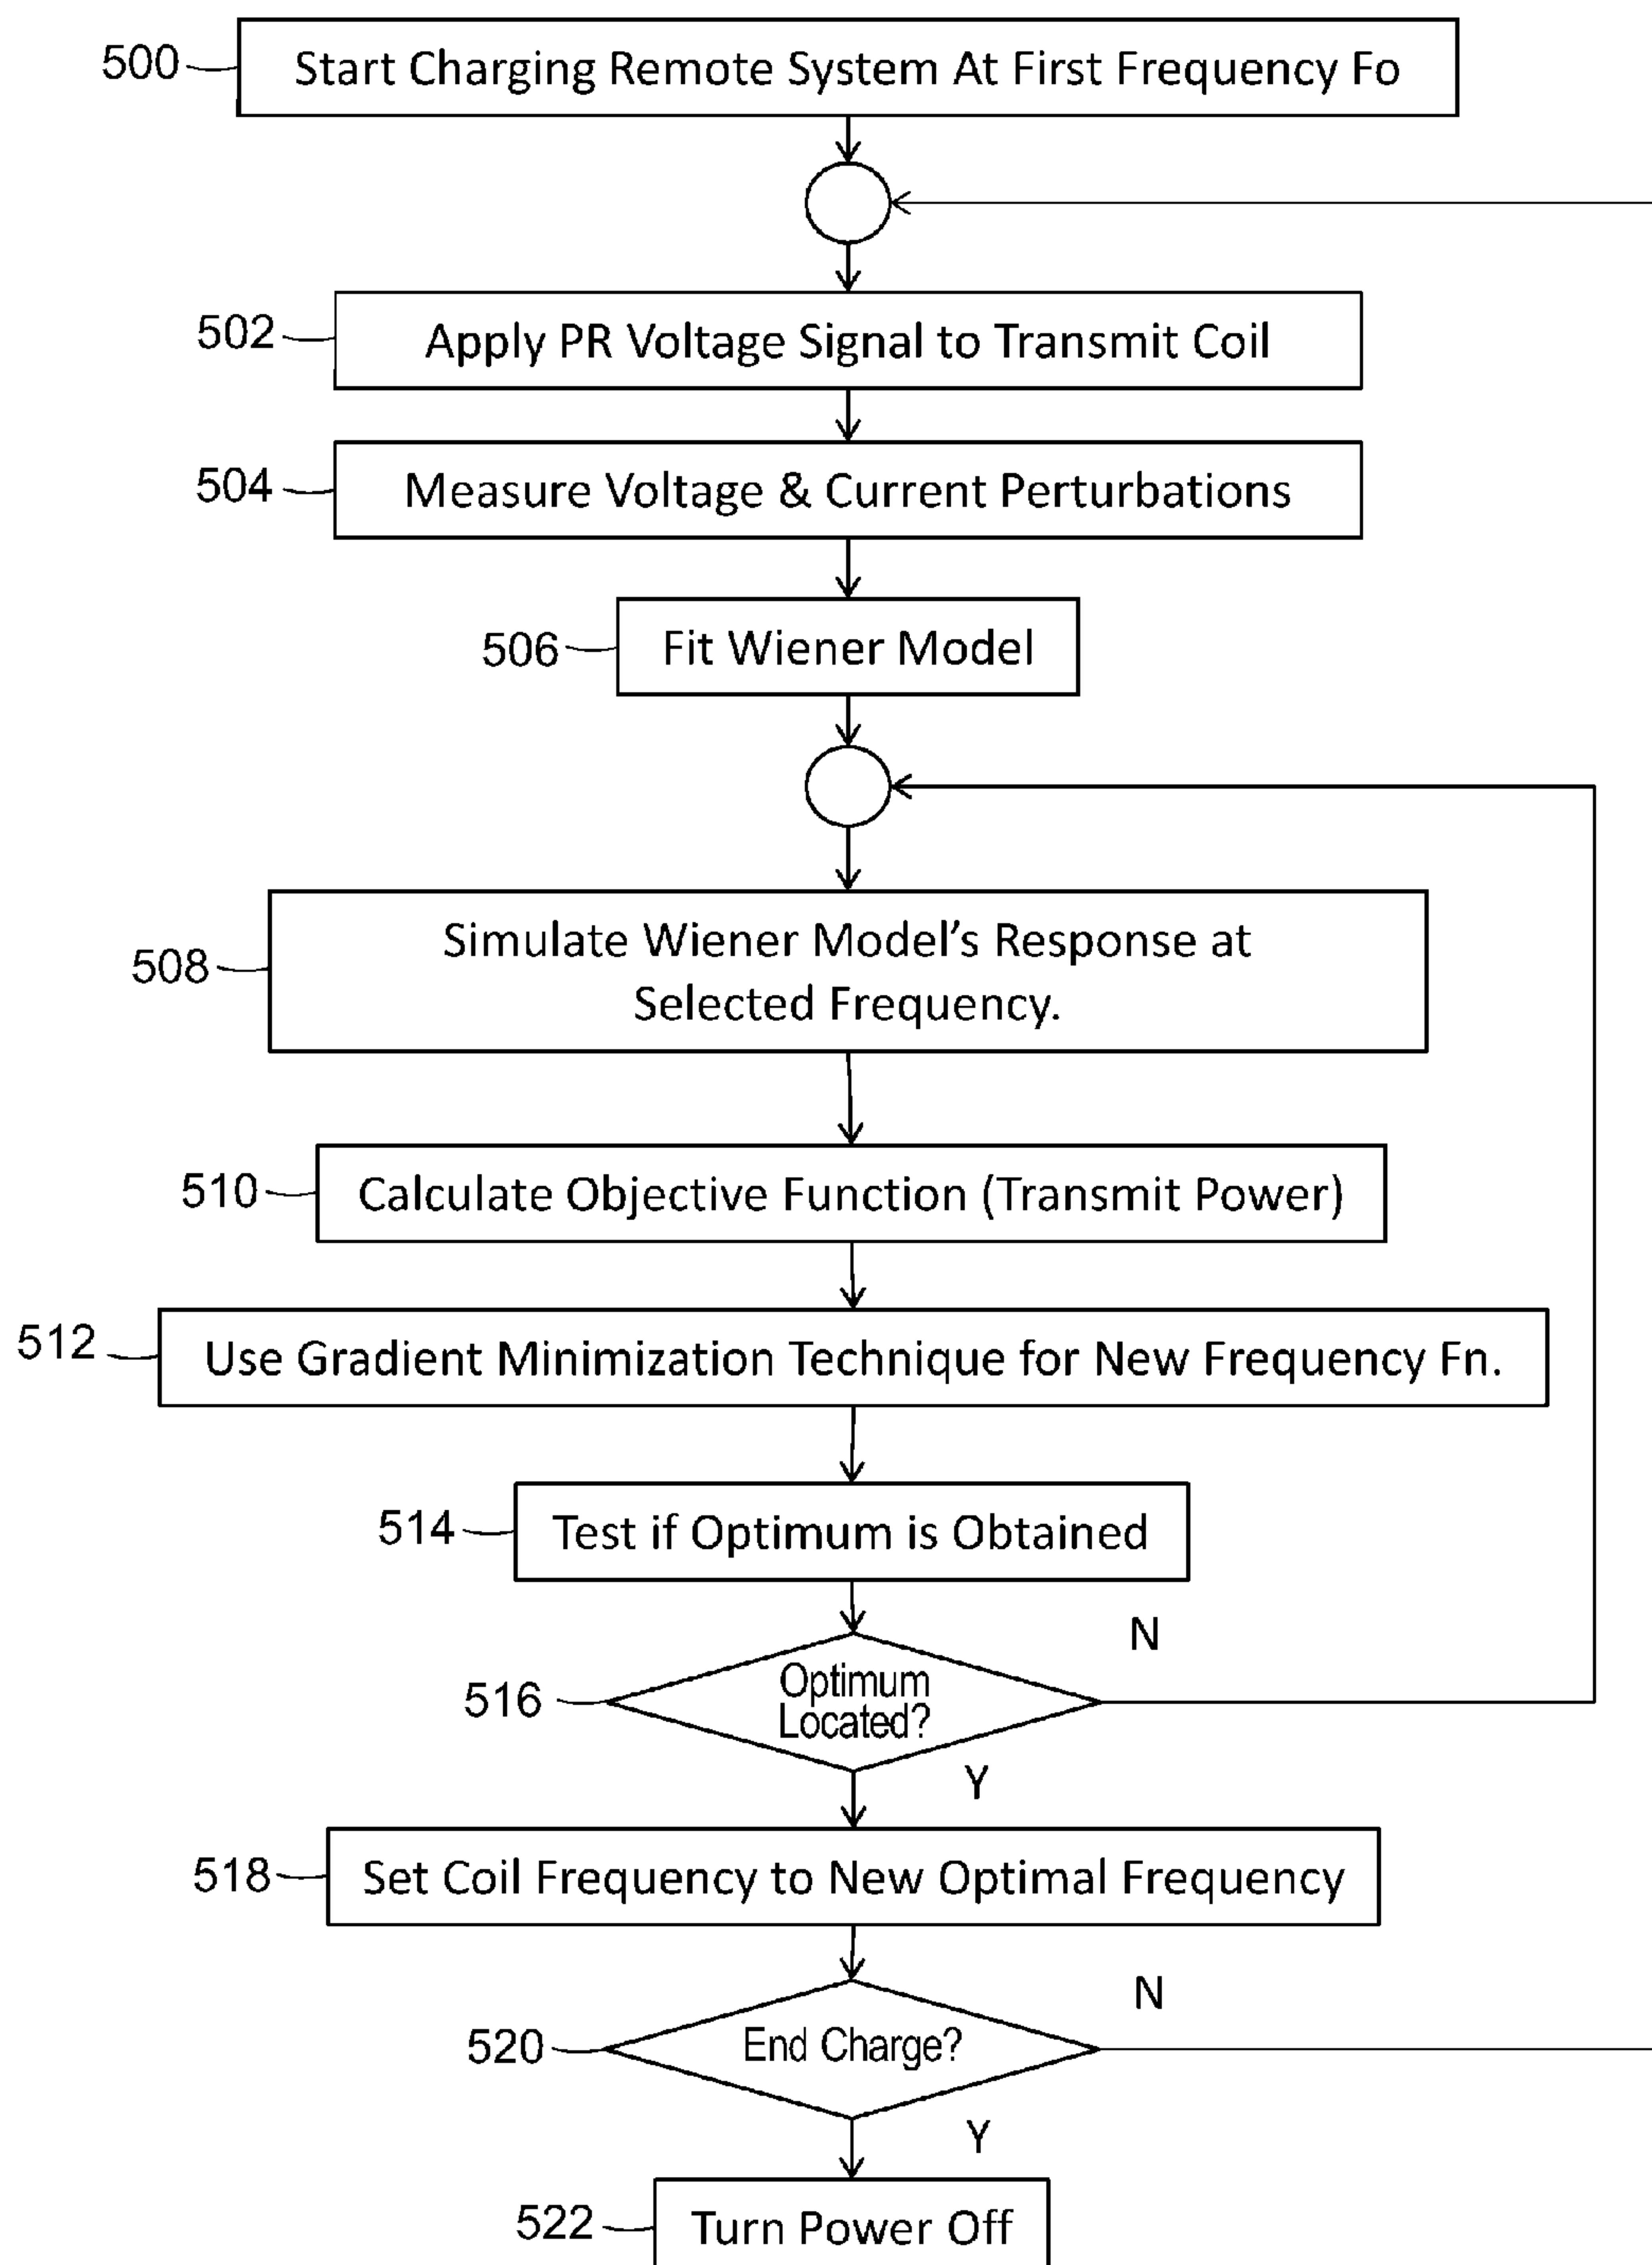 500
Start Charging Remote System At First Frequency Fo
502
Apply PR Voltage Signal to Transmit Coil
504
Measure Voltage & Current Perturbations
506
Fit Wiener Model
508
Simulate Wiener Model's Response at
Selected Frequency.
510
Calculate Objective Function (Transmit Power)
512
Use Gradient Minimization Technique for New Frequency Fn.
514
Test if Optimum is Obtained
N
516
Optimum
Located?
Y
518
Set Coil Frequency to New Optimal Frequency
N
520
End Charge?
Y
522
Turn Power Off